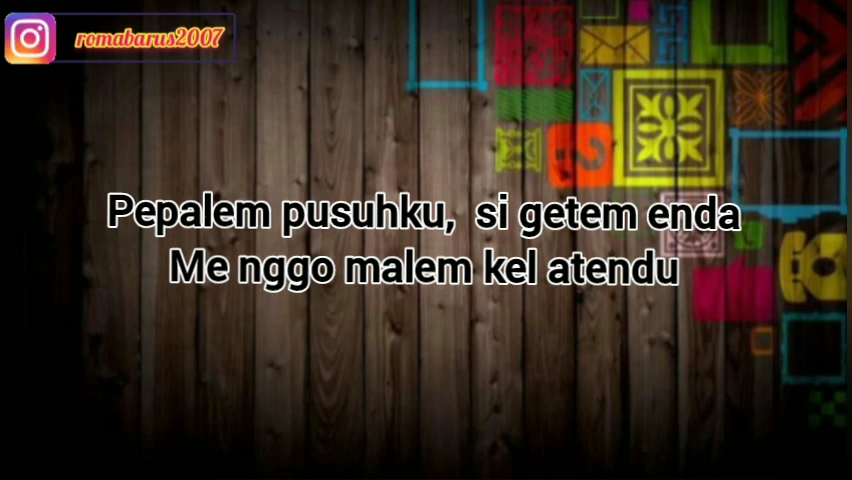 romabarus2007
Pepalem pusuhku, si getem enda
Me nggo malem kel atendu